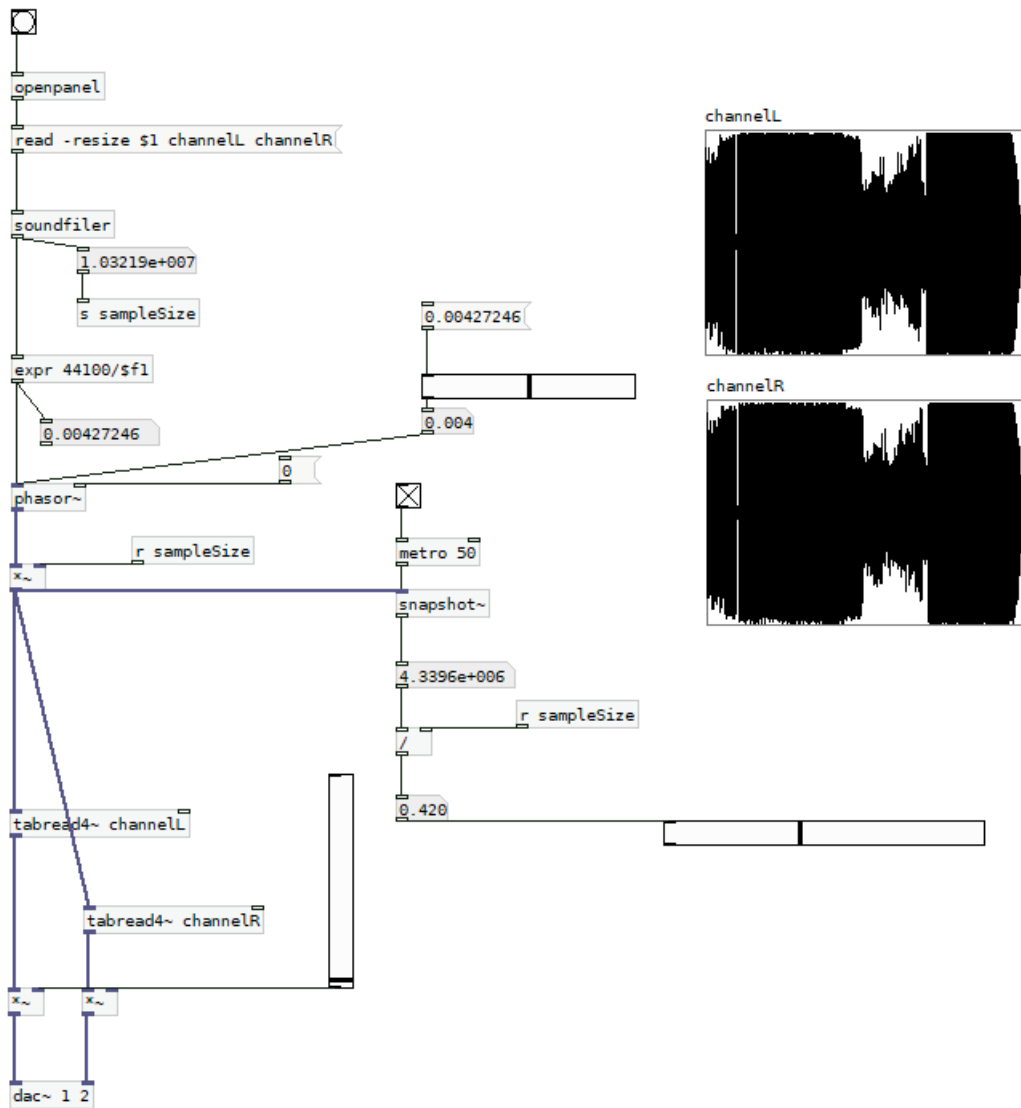 openpanel
channelL
read -resize $1 channelL channelR
soundfiler
1.03219e+007
s sampleSize
0.00427246
expr 44100/$f1
channelR
0.004
0.00427246
0
phasor~
r sampleSize
metro 50
*~
snapshot~
4.3396e+006
r sampleSize
/
0.420
tabread4~ channelL
tabread4~ channelR
*~ *~
dac~ 1 2